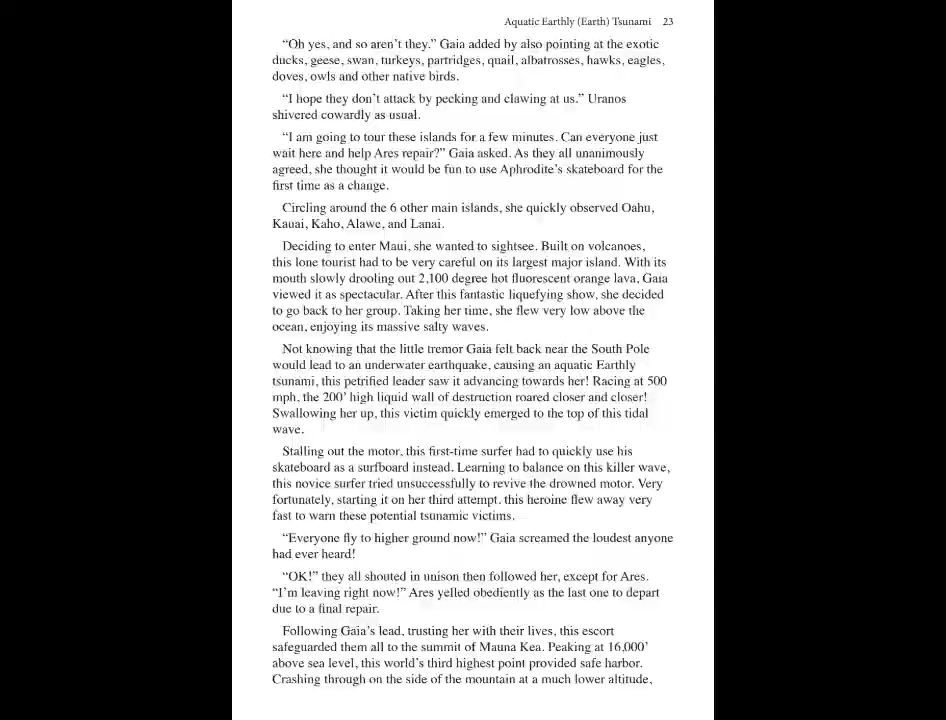 Aquatic Earthly (Earth) Tsunami 23
“Oh yes, and so aren’t they.” Gaia added by also pointing at the exotic
ducks, geese, swan, turkeys, partridges, quail, albatrosses, hawks, eagles,
doves, owls and other native birds.
“I hope they don’t attack by pecking and clawing at us.” Uranos
shivered cowardly as usual.
“I am going to tour these islands for a few minutes. Can everyone just
wait here and help Ares repair?” Gaia asked. As they all unanimously
agreed, she thought it would be fun to use Aphrodite’s skateboard for the
first time as a change.
Circling around the 6 other main islands, she quickly observed Oahu,
Kauai, Kaho, Alawe, and Lanai.
Deciding to enter Maui, she wanted to sightsee. Built on volcanoes,
this lone tourist had to be very careful on its largest major island. With its
mouth slowly drooling out 2,100 degree hot fluorescent orange lava, Gaia
viewed it as spectacular. After this fantastic liquefying show, she decided
to go back to her group. Taking her time, she flew very low above the
ocean, enjoying its massive salty waves.
Not knowing that the little tremor Gaia felt back near the South Pole
would lead to an underwater earthquake, causing an aquatic Earthly
tsunami, this petrified leader saw it advancing towards her! Racing at 500
mph, the 200’ high liquid wall of destruction roared closer and closer!
Swallowing her up, this victim quickly emerged to the top of this tidal
wave.
Stalling out the motor, this first-time surfer had to quickly use his
skateboard as a surfboard instead. Learning to balance on this killer wave,
this novice surfer tried unsuccessfully to revive the drowned motor. Very
fortunately, starting it on her third attempt, this heroine flew away very
fast to warn these potential tsunamic victims.
“Everyone fly to higher ground now!” Gaia screamed the loudest anyone
had ever heard!
“OK!” they all shouted in unison then followed her, except for Ares.
“I’m leaving right now!” Ares yelled obediently as the last one to depart
due to a final repair.
Following Gaia’s lead, trusting her with their lives, this escort
safeguarded them all to the summit of Mauna Kea. Peaking at 16,000’
above sea level, this world’s third highest point provided safe harbor.
Crashing through on the side of the mountain at a much lower altitude,